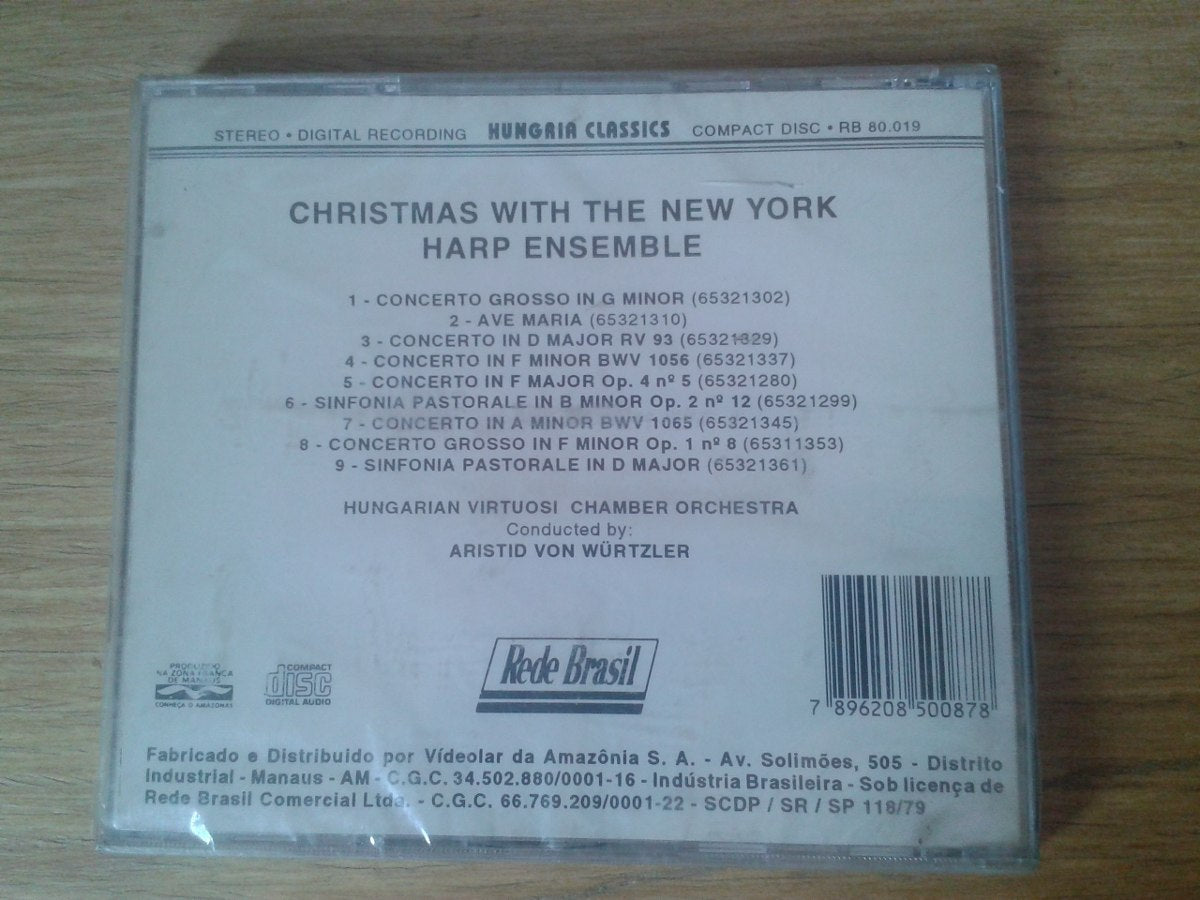 STEREO • DIGITAL RECORDING HUNGRIA CLASSICS COMPACT DISC • RB 80.019
CHRISTMAS WITH THE NEW YORK
HARP ENSEMBLE
1 - CONCERTO GROSSO IN G MINOR (65321302)
2 - AVE MARIA (65321310)
3 - CONCERTO IN D MAJOR RV 93 (65321329)
4 - CONCERTO IN F MINOR BWV 1056 (65321337)
5 - CONCERTO IN F MAJOR Op. 4 nº 5 (65321280)
6 - SINFONIA PASTORALE IN B MINOR Op. 2 nº 12 (65321299)
7 - CONCERTO IN A MINOR BWV 1065 (65321345)
8 - CONCERTO GROSSO IN F MINOR Op. 1 nº 8 (65311353)
9 - SINFONIA PASTORALE IN D MAJOR (65321361)
HUNGARIAN VIRTUOSI CHAMBER ORCHESTRA
Conducted by:
ARISTID VON WÜRTZLER
PRODUZIDO
NA ZONA FRANCA
DE MANAUS
CONHEÇA O AMAZONAS
COMPACT
disc
DIGITAL AUDIO
Rede Brasil
7 896208 500878
Fabricado e Distribuido por Vídeolar da Amazônia S. A. - Av. Solimões, 505 - Distrito
Industrial - Manaus - AM - C.G.C. 34.502.880/0001-16 - Indústria Brasileira - Sob licença de
Rede Brasil Comercial Ltda. - C.G.C. 66.769.209/0001-22 - SCDP / SR / SP 118/79